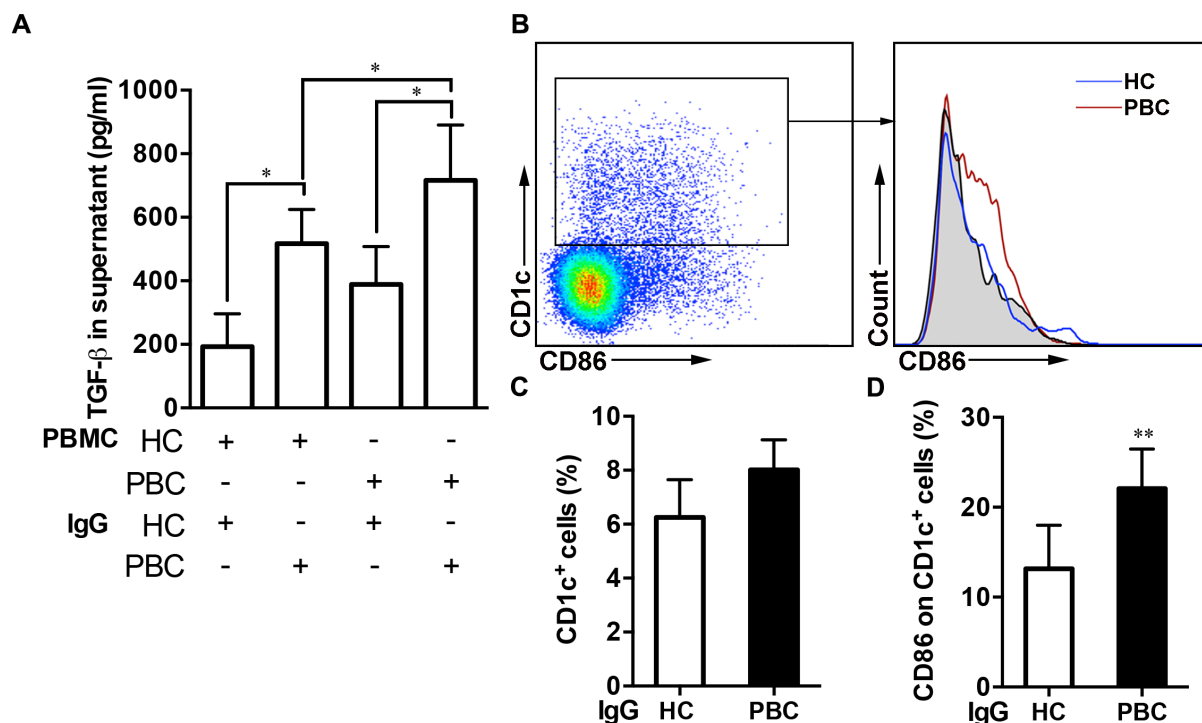 A
TGF-β in supernatant (pg/ml)
1000
800
600
400
200
0
*
*
*
PBMC HC + + - -
PBC - - + +
IgG HC + - + -
PBC - + - +
B
CD1c
CD86
HC
PBC
Count
CD86
C
CD1c+ cells (%)
10
8
6
4
2
0
IgG HC PBC
D
CD86 on CD1c+ cells (%)
30
20
10
0
**
IgG HC PBC